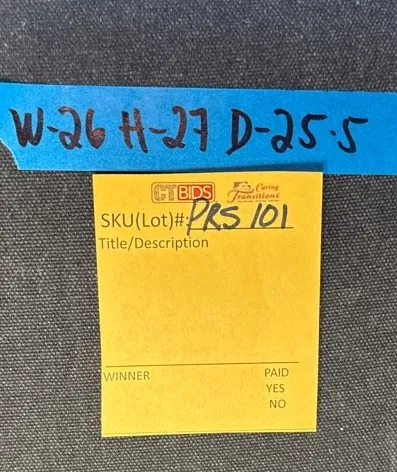 W-26 H-27 D-25.5
CTBIDS Caring Transitions
SKU(Lot)#: PRS 101
Title/Description
WINNER PAID
YES
NO